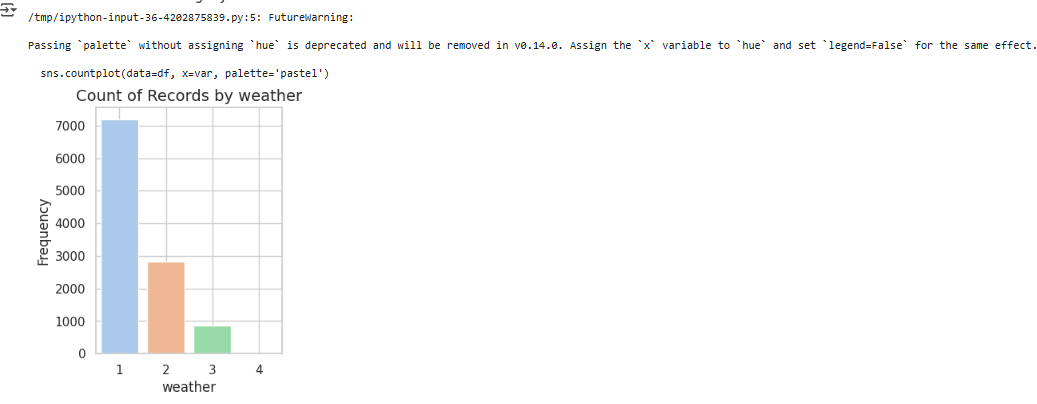 /tmp/ipython-input-36-4202875839.py:5: FutureWarning:
Passing `palette` without assigning `hue` is deprecated and will be removed in v0.14.0. Assign the `x` variable to `hue` and set `legend=False` for the same effect.
sns.countplot(data=df, x=var, palette='pastel')
Count of Records by weather
7000
6000
5000
4000
3000
2000
1000
0
Frequency
1 2 3 4
weather